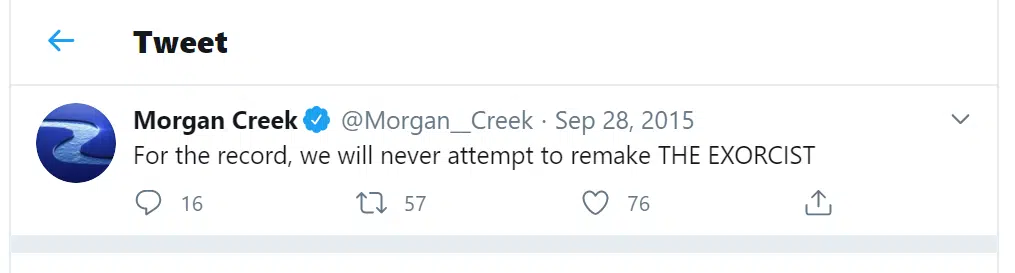 Tweet
Morgan Creek @Morgan__Creek · Sep 28, 2015
For the record, we will never attempt to remake THE EXORCIST
16 57 76